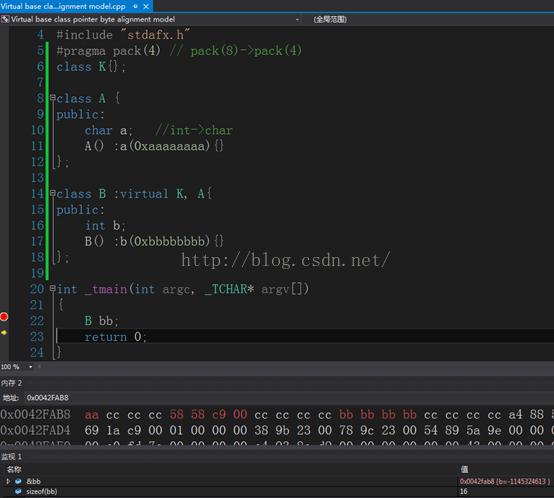 Virtual base cla...ignment model.cpp
Virtual base class pointer byte alignment model
(全局范围)
4 #include "stdafx.h"
5 #pragma pack(4) // pack(8)->pack(4)
6 class K{};
7
8 class A {
9 public:
10 char a; //int->char
11 A() :a(0xaaaaaaaa){}
12 };
13
14 class B :virtual K, A{
15 public:
16 int b;
17 B() :b(0xbbbbbbbb){}
18 };
19
http://blog.csdn.net/
20 int _tmain(int argc, _TCHAR* argv[])
21 {
22 B bb;
23 return 0;
24 }
100 %
内存 2
地址: 0x0042FAB8
0x0042FAB8 aa cc cc cc 58 58 c9 00 cc cc cc cc bb bb bb bb cc cc cc cc a4 88 5
0x0042FAD4 69 1a c9 00 01 00 00 00 38 9b 23 00 78 9c 23 00 54 89 5a 9e 00 00 0
监视 1
名称 值
&bb 0x0042fab8 {b=-1145324613 }
sizeof(bb) 16